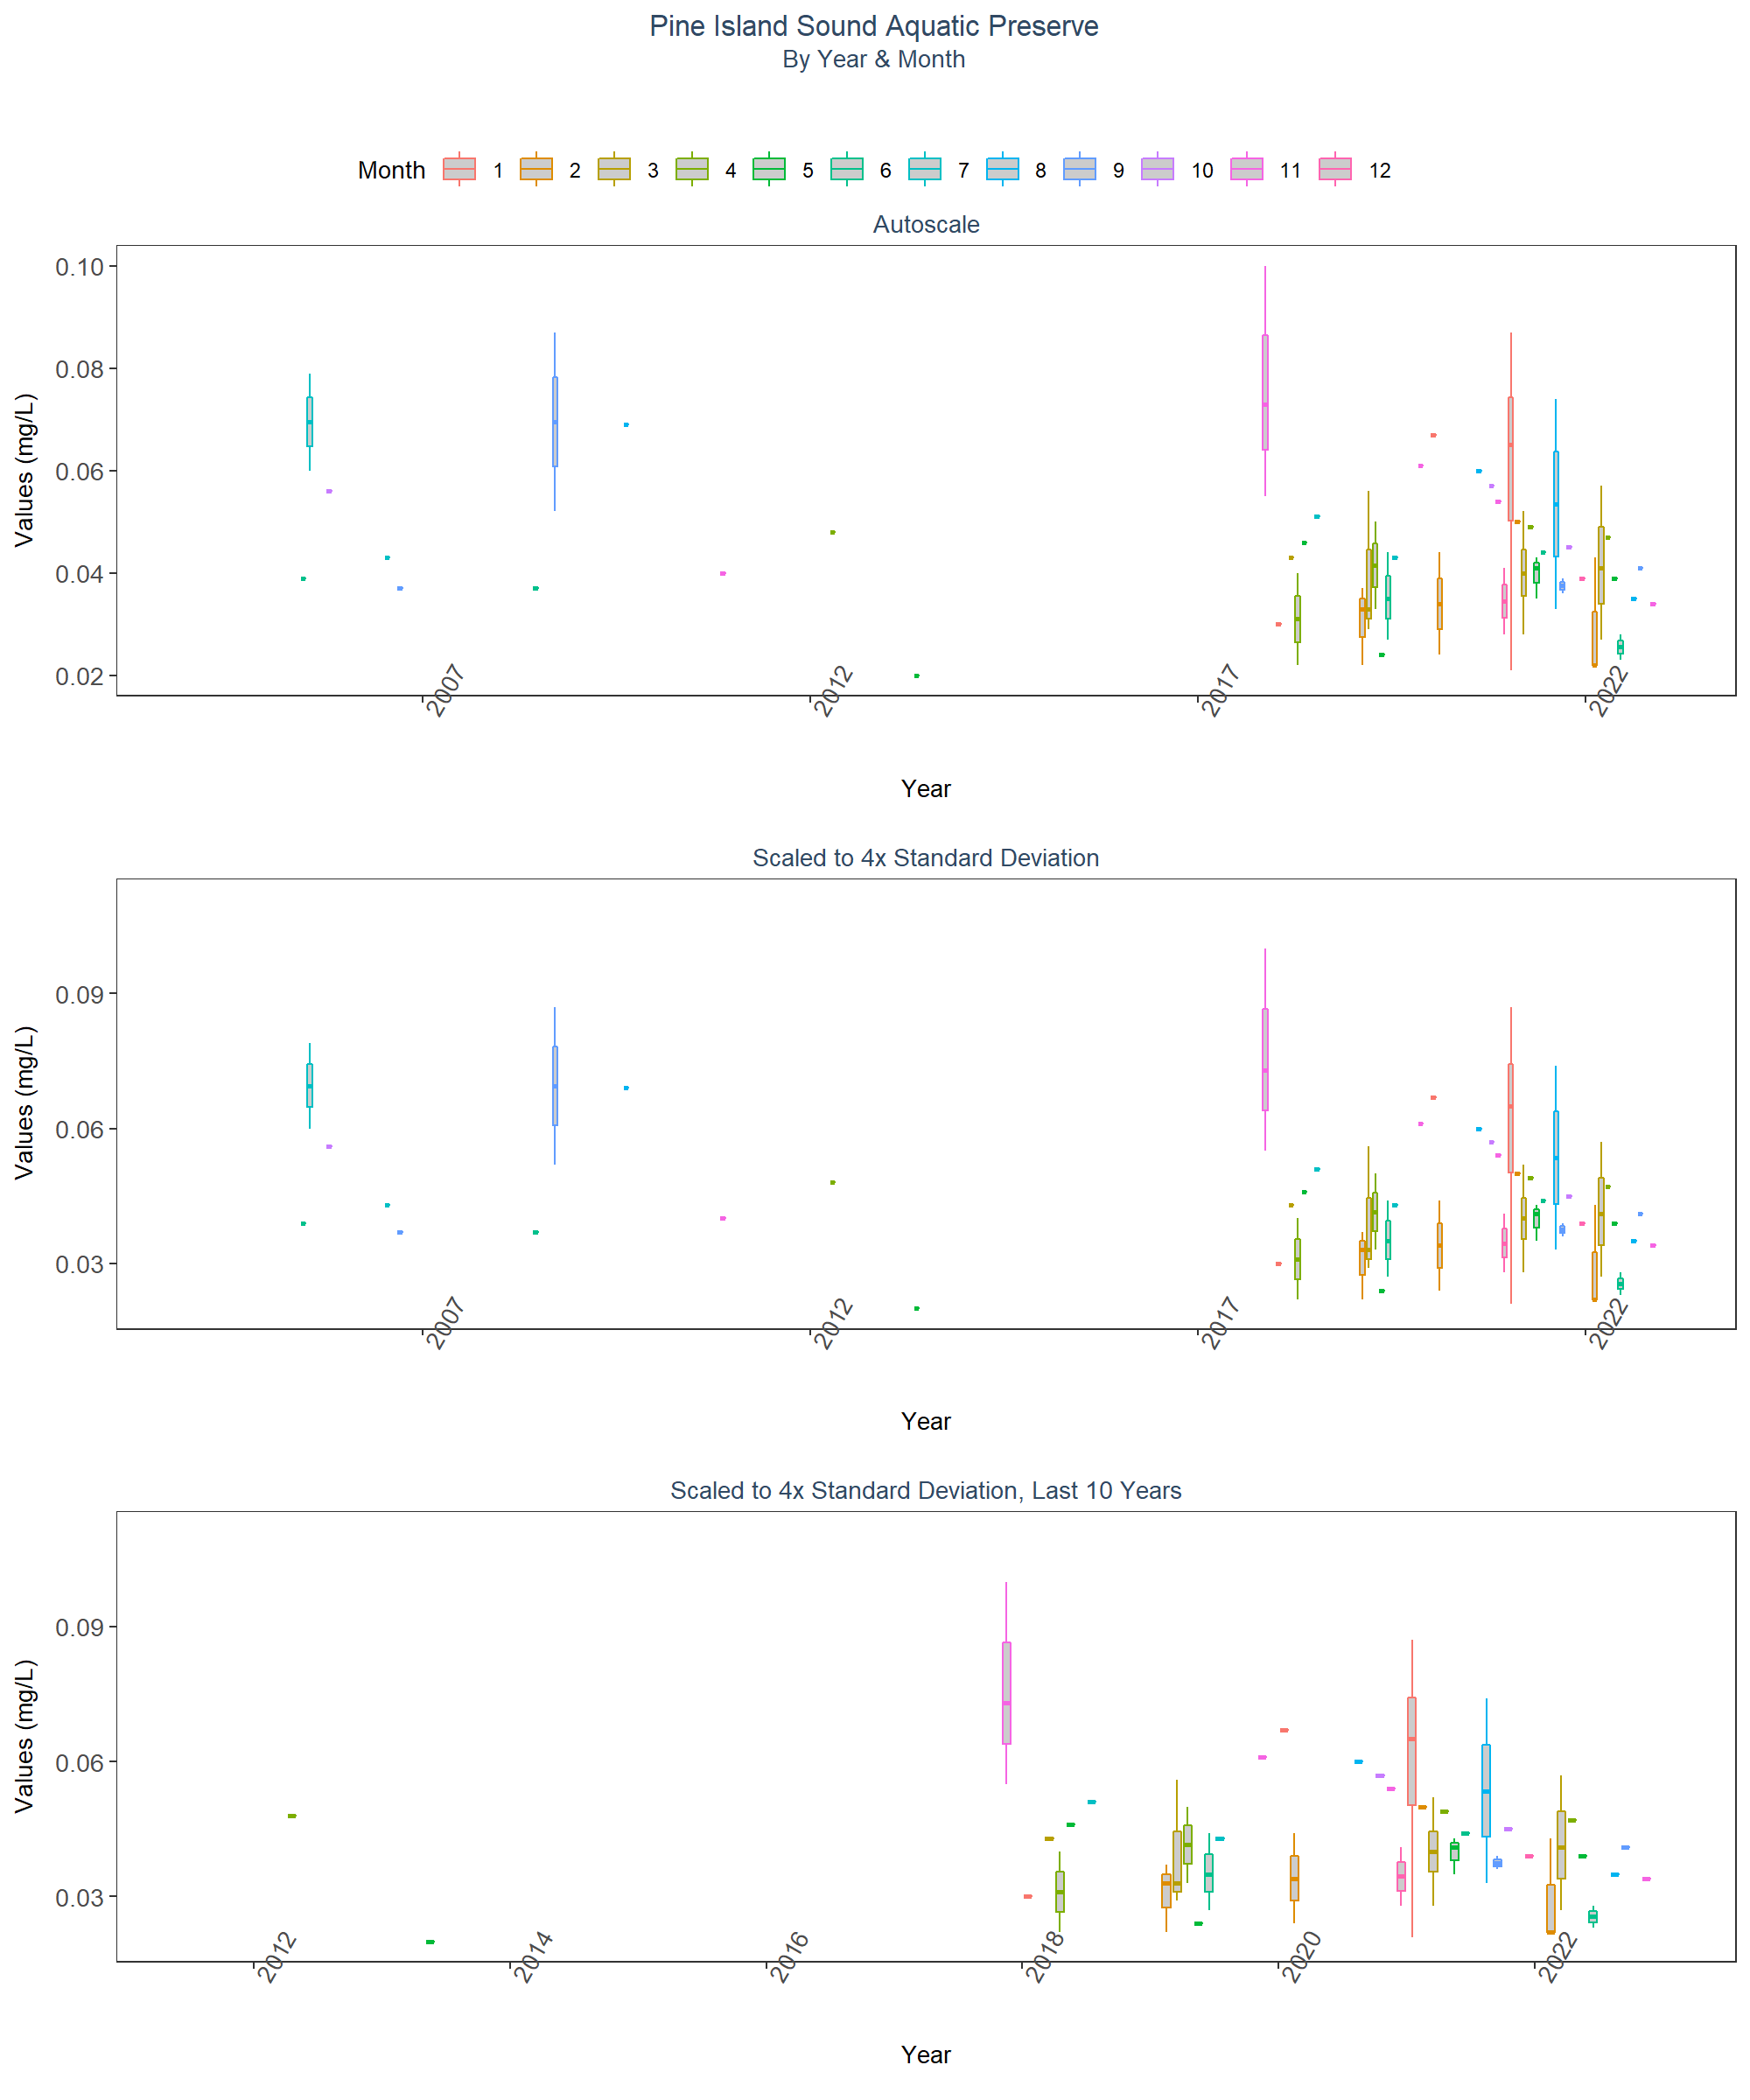 Pine Island Sound Aquatic Preserve
By Year & Month
Month 1 2 3 4 5 6 7 8 9 10 11 12
Autoscale
0.10
0.08
0.06
0.04
0.02
Values (mg/L)
2007 2012 2017 2022
Year
Scaled to 4x Standard Deviation
0.09
0.06
0.03
Values (mg/L)
2007 2012 2017 2022
Year
Scaled to 4x Standard Deviation, Last 10 Years
0.09
0.06
0.03
Values (mg/L)
2012 2014 2016 2018 2020 2022
Year